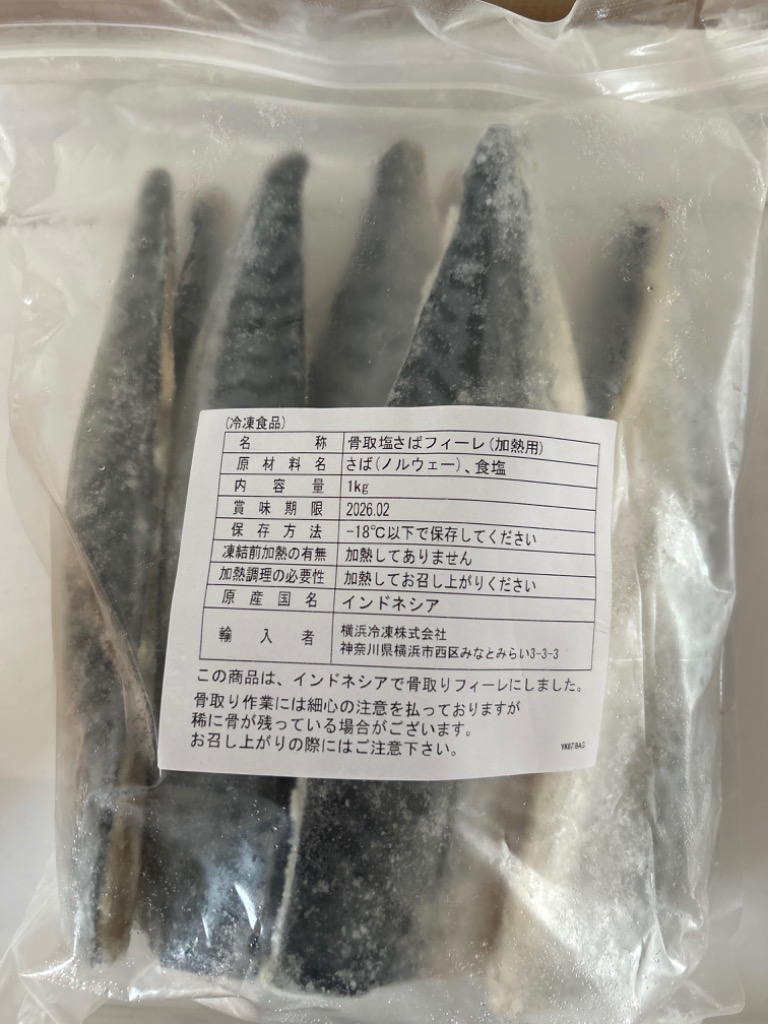 (冷凍食品)
名称 骨取塩さばフィーレ(加熱用)
原材料名 さば(ノルウェー)、食塩
内容量 1kg
賞味期限 2026.02
保存方法 -18℃以下で保存してください
凍結前加熱の有無 加熱してありません
加熱調理の必要性 加熱してお召し上がりください
原産国名 インドネシア
輸入者 横浜冷凍株式会社
神奈川県横浜市西区みなとみらい3-3-3
この商品は、インドネシアで骨取りフィーレにしました。
骨取り作業には細心の注意を払っておりますが
稀に骨が残っている場合がございます。
お召し上がりの際にはご注意下さい。